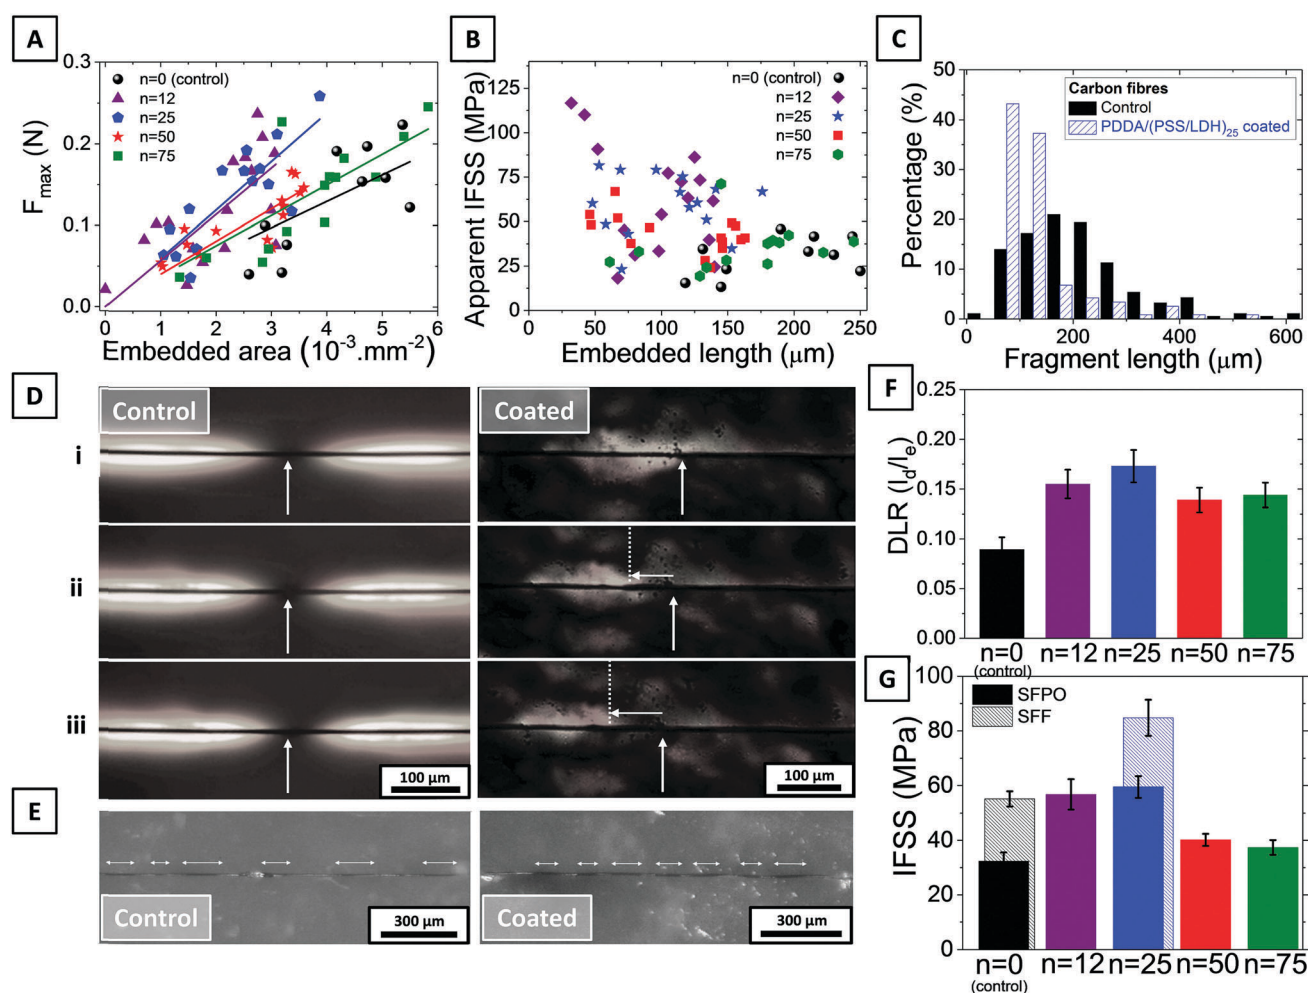 A
F_max (N)
0.3
0.2
0.1
0.0
n=0 (control)
n=12
n=25
n=50
n=75
0 1 2 3 4 5 6
Embedded area (10^-3.mm^-2)
B
Apparent IFSS (MPa)
125
100
75
50
25
0
n=0 (control)
n=12
n=25
n=50
n=75
0 50 100 150 200 250
Embedded length (μm)
C
Percentage (%)
50
40
30
20
10
0
Carbon fibres
Control
PDDA/(PSS/LDH)_25 coated
0 100 200 300 400 500 600
Fragment length (μm)
D
Control
Coated
i
ii
iii
100 μm
100 μm
E
Control
300 μm
Coated
300 μm
F
DLR (l_d/l_e)
0.25
0.20
0.15
0.10
0.05
0.00
n=0 n=12 n=25 n=50 n=75
(control)
G
IFSS (MPa)
100
80
60
40
20
0
SFPO
SFF
n=0 n=12 n=25 n=50 n=75
(control)